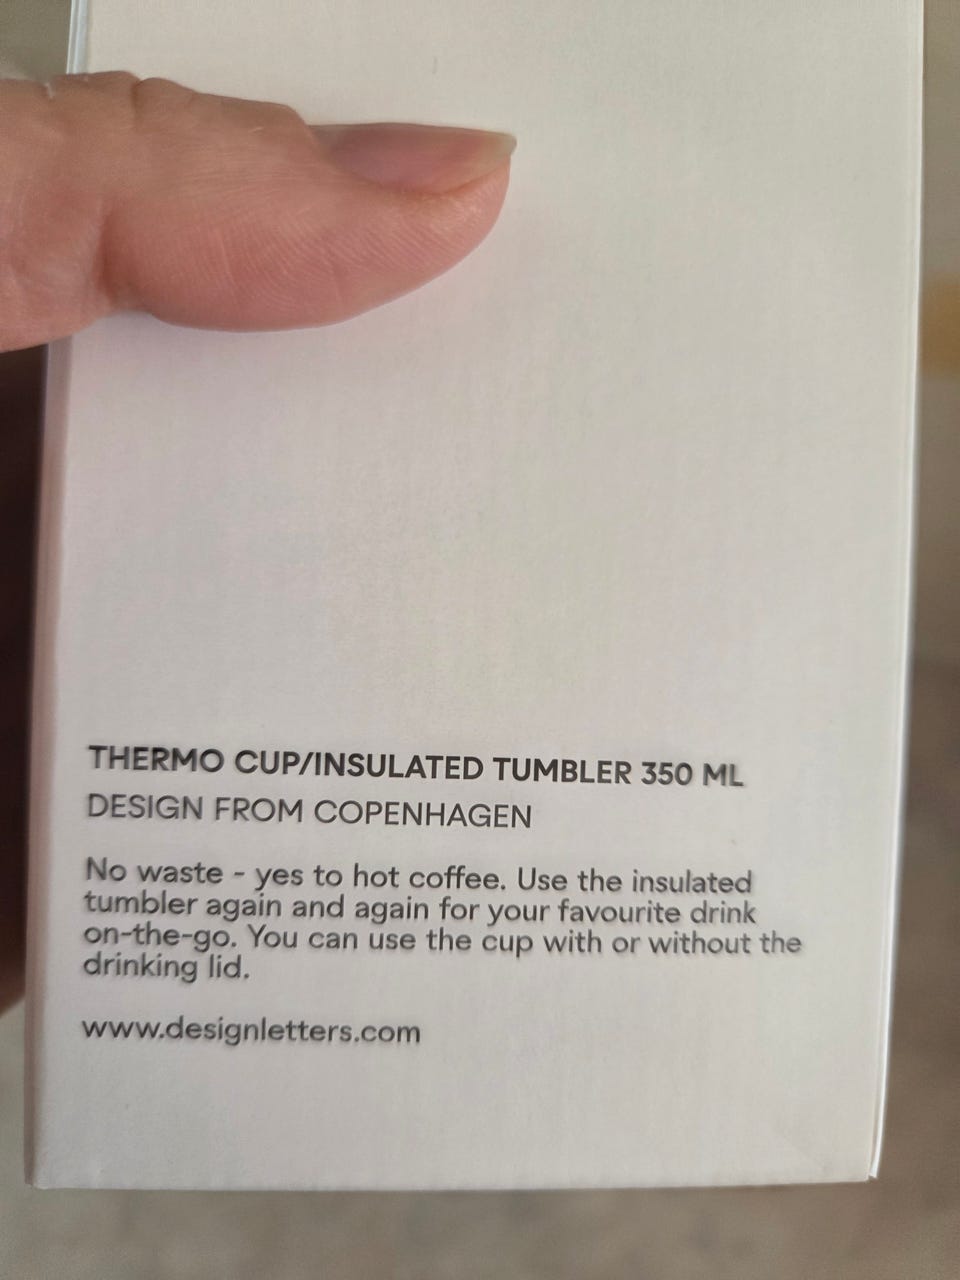 THERMO CUP/INSULATED TUMBLER 350 ML
DESIGN FROM COPENHAGEN
No waste - yes to hot coffee. Use the insulated
tumbler again and again for your favourite drink
on-the-go. You can use the cup with or without the
drinking lid.
www.designletters.com